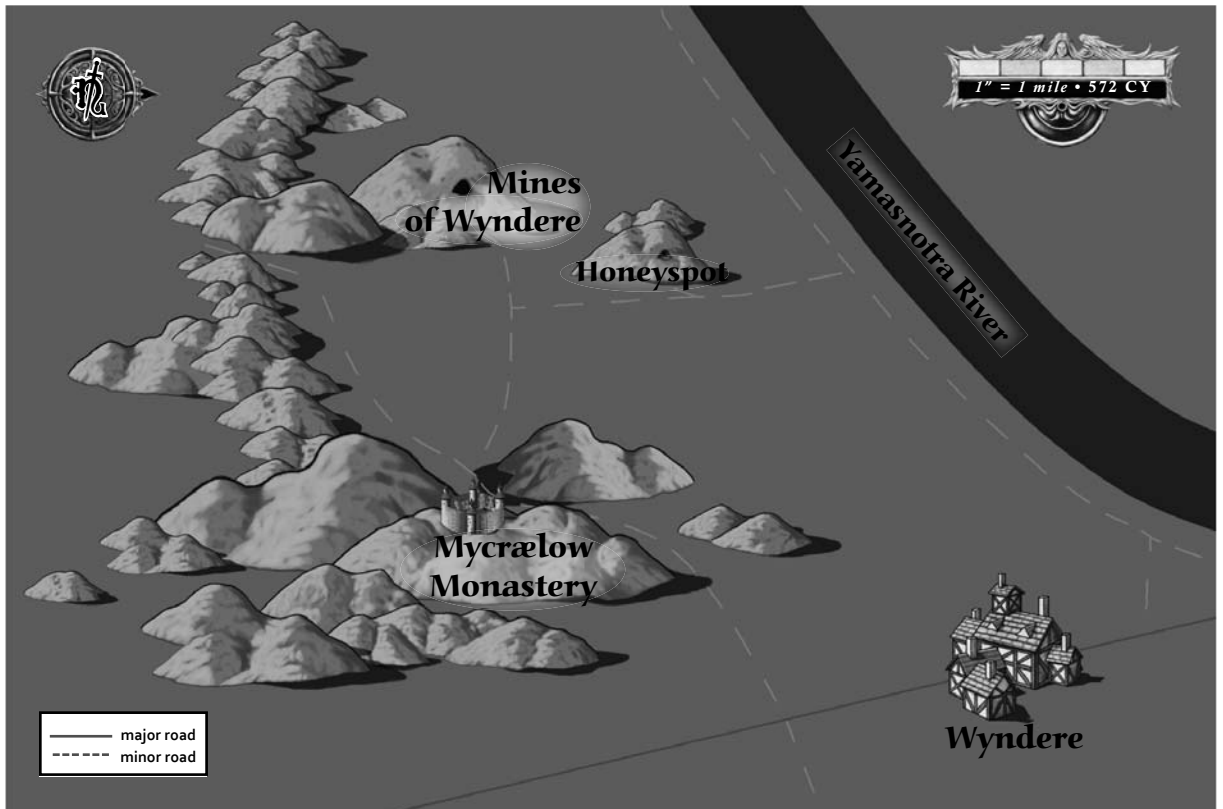 1" = 1 mile • 572 CY
Yamasnotra River
Mines
of Wyndere
Honeyspot
Mycrælow
Monastery
Wyndere
major road
minor road